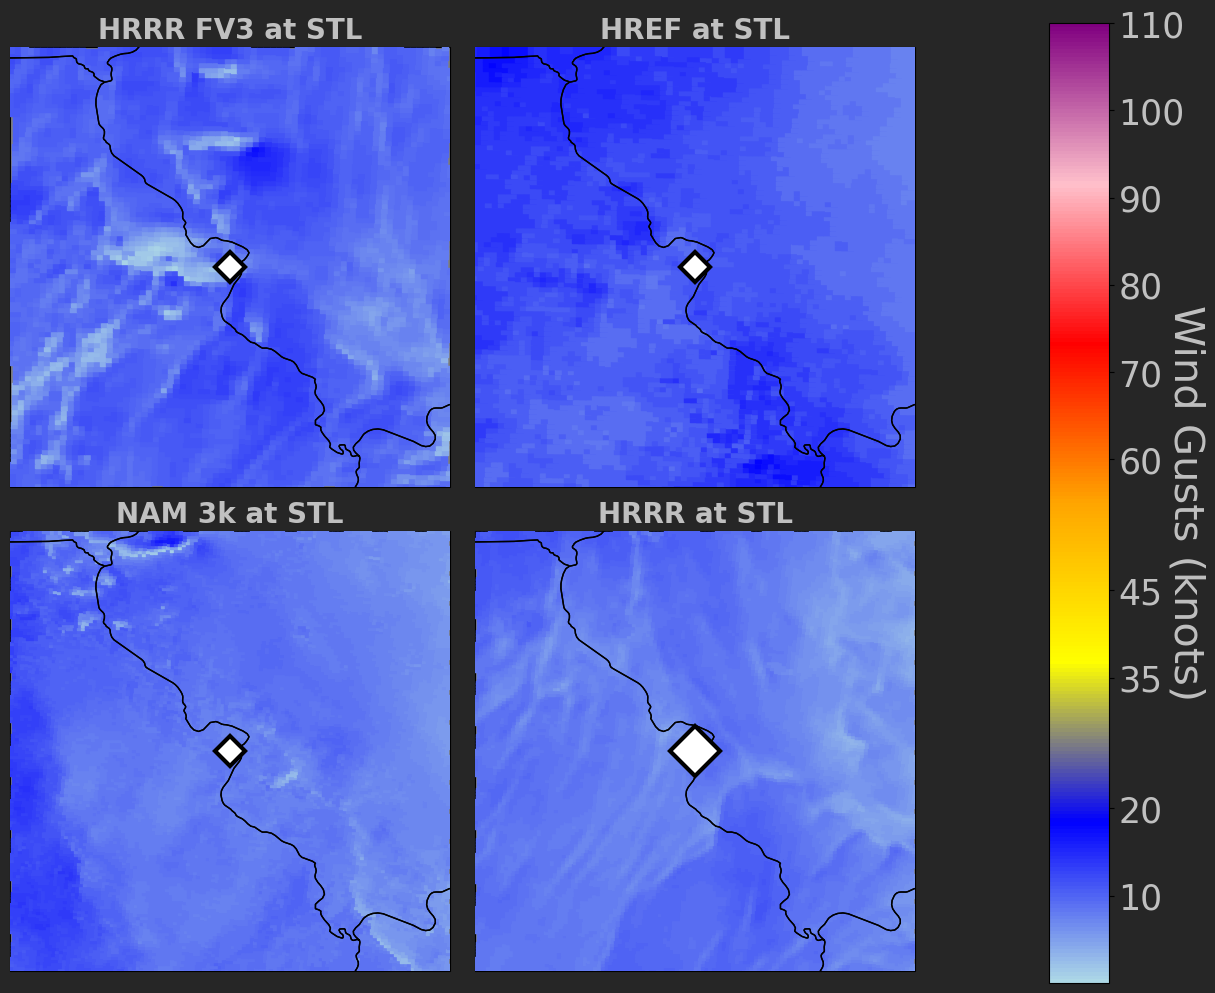 HRRR FV3 at STL
HREF at STL
NAM 3k at STL
HRRR at STL
110
100
90
80
70
60
45
35
20
10
Wind Gusts (knots)